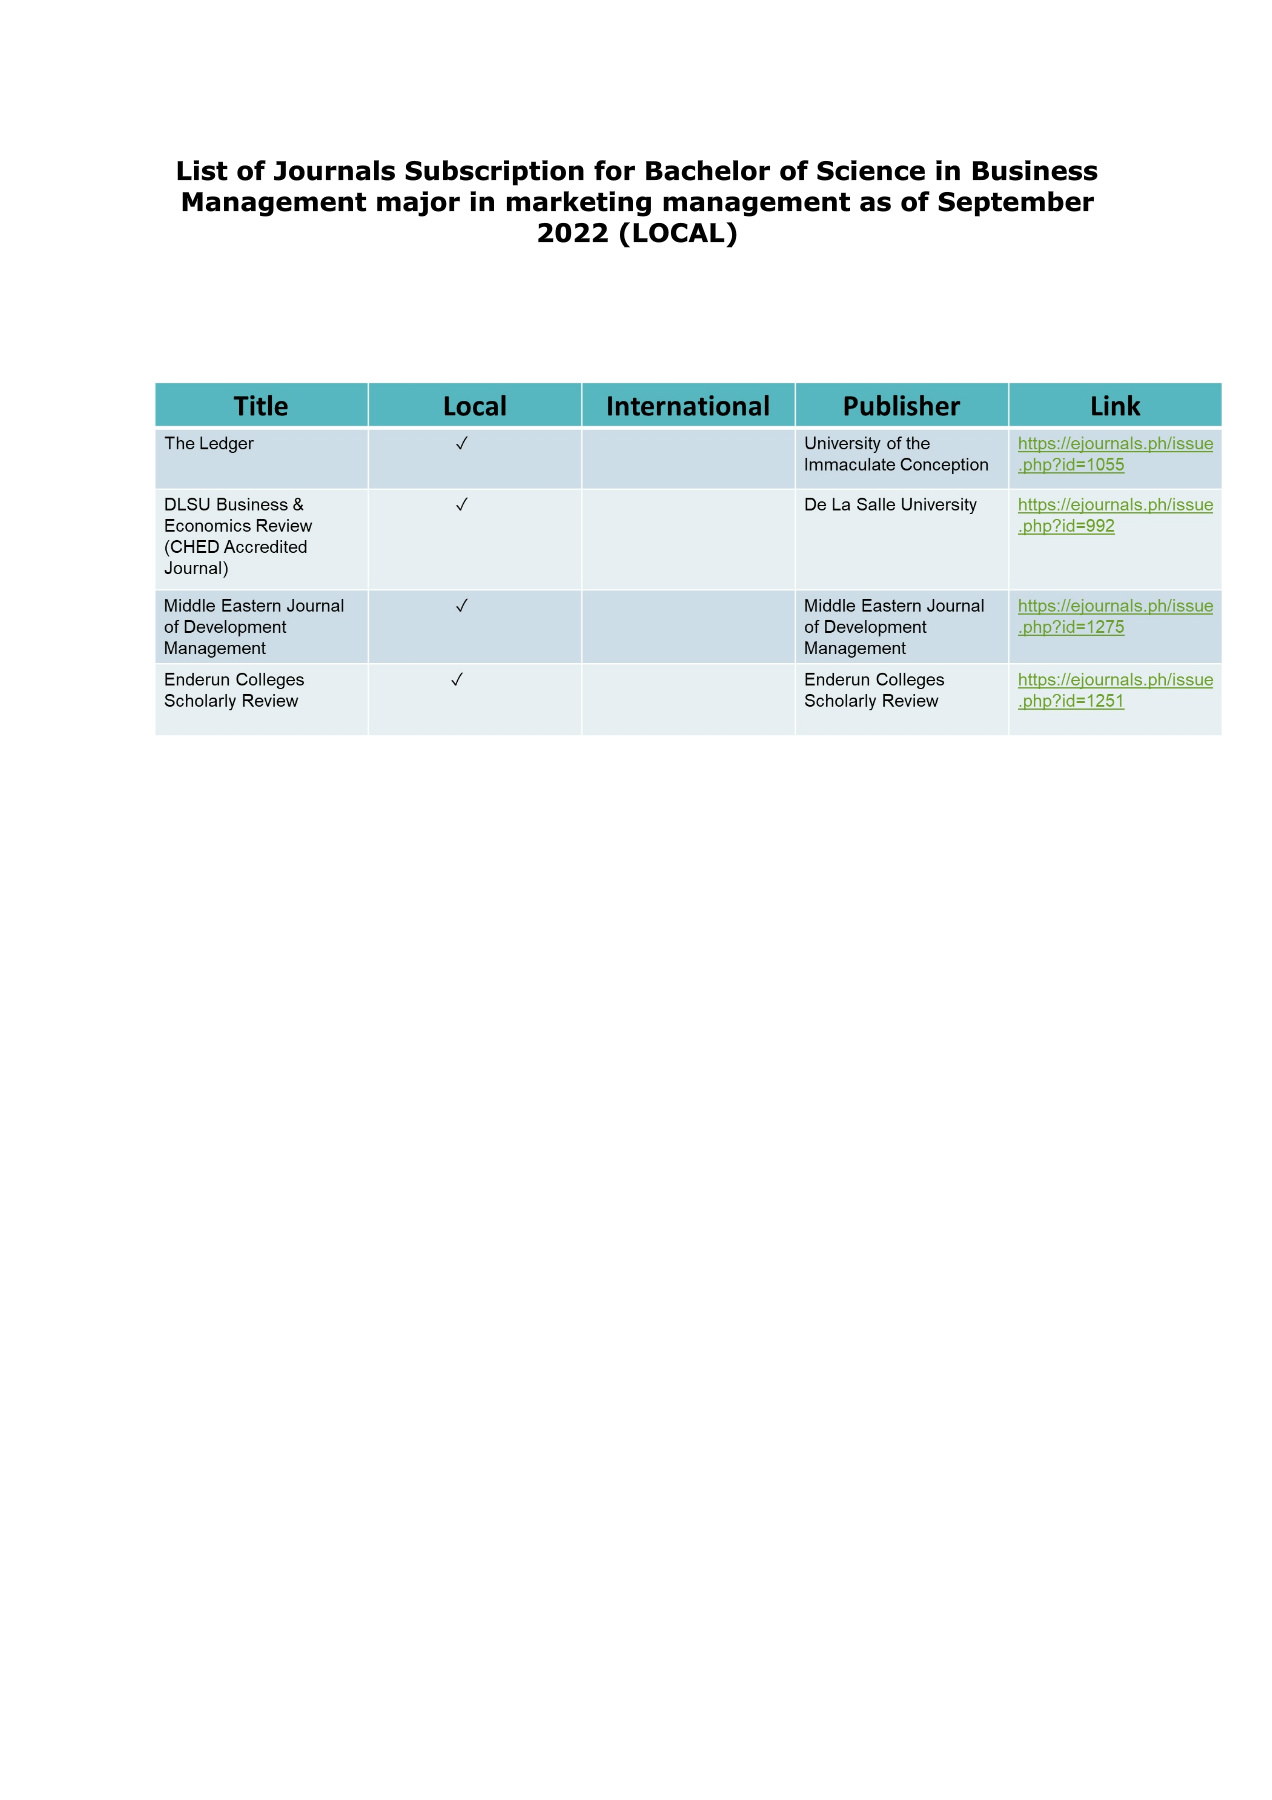 List of Journals Subscription for Bachelor of Science in Business
Management major in marketing management as of September
2022 (LOCAL)
Title Local International Publisher Link
The Ledger ✓ University of the https://ejournals.ph/issue
Immaculate Conception .php?id=1055
DLSU Business & ✓ De La Salle University https://ejournals.ph/issue
Economics Review .php?id=992
(CHED Accredited
Journal)
Middle Eastern Journal ✓ Middle Eastern Journal https://ejournals.ph/issue
of Development of Development .php?id=1275
Management Management
Enderun Colleges ✓ Enderun Colleges https://ejournals.ph/issue
Scholarly Review Scholarly Review .php?id=1251